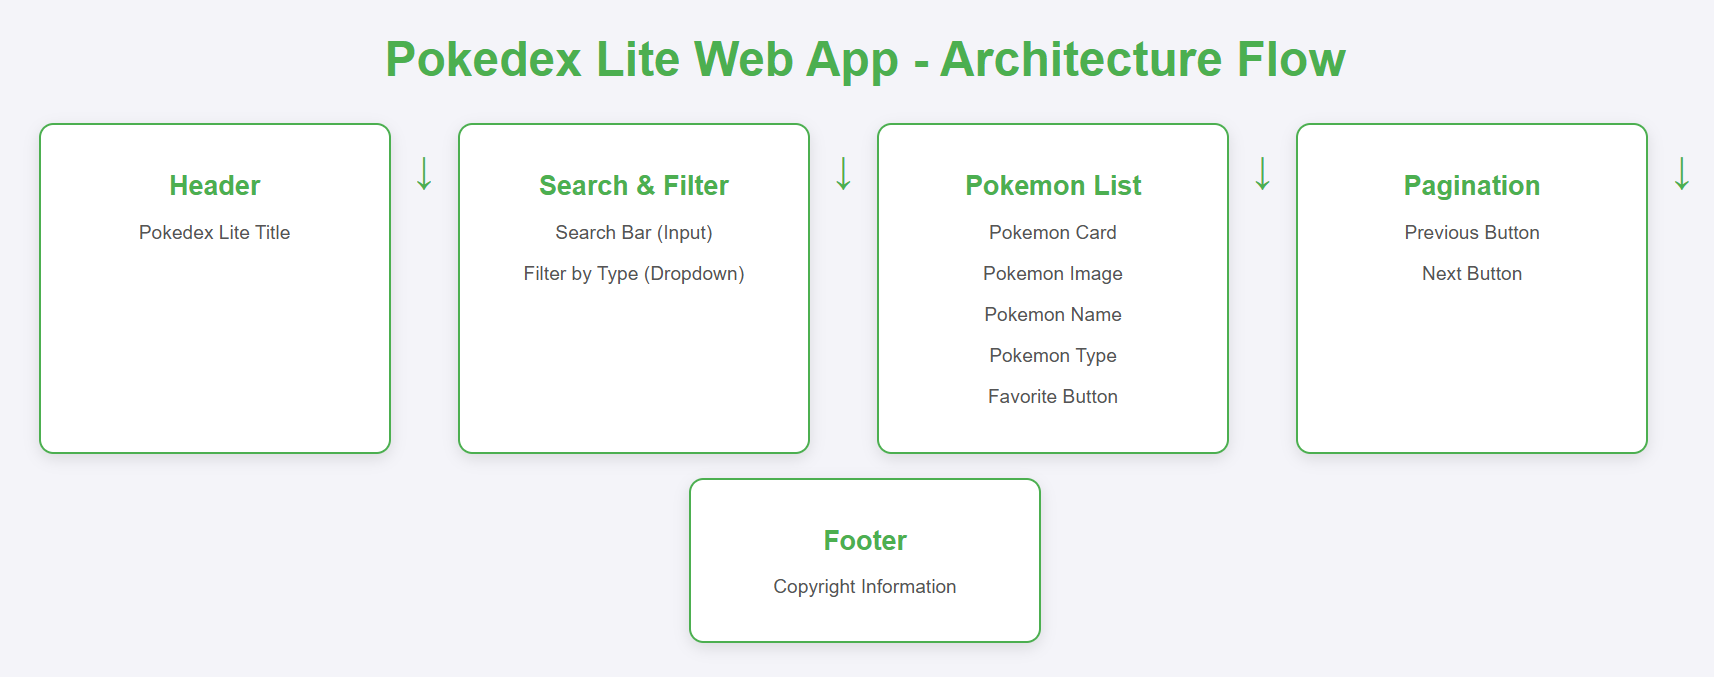 Pokedex Lite Web App - Architecture Flow
Header
Pokedex Lite Title
↓
Search & Filter
Search Bar (Input)
Filter by Type (Dropdown)
↓
Pokemon List
Pokemon Card
Pokemon Image
Pokemon Name
Pokemon Type
Favorite Button
↓
Pagination
Previous Button
Next Button
↓
Footer
Copyright Information